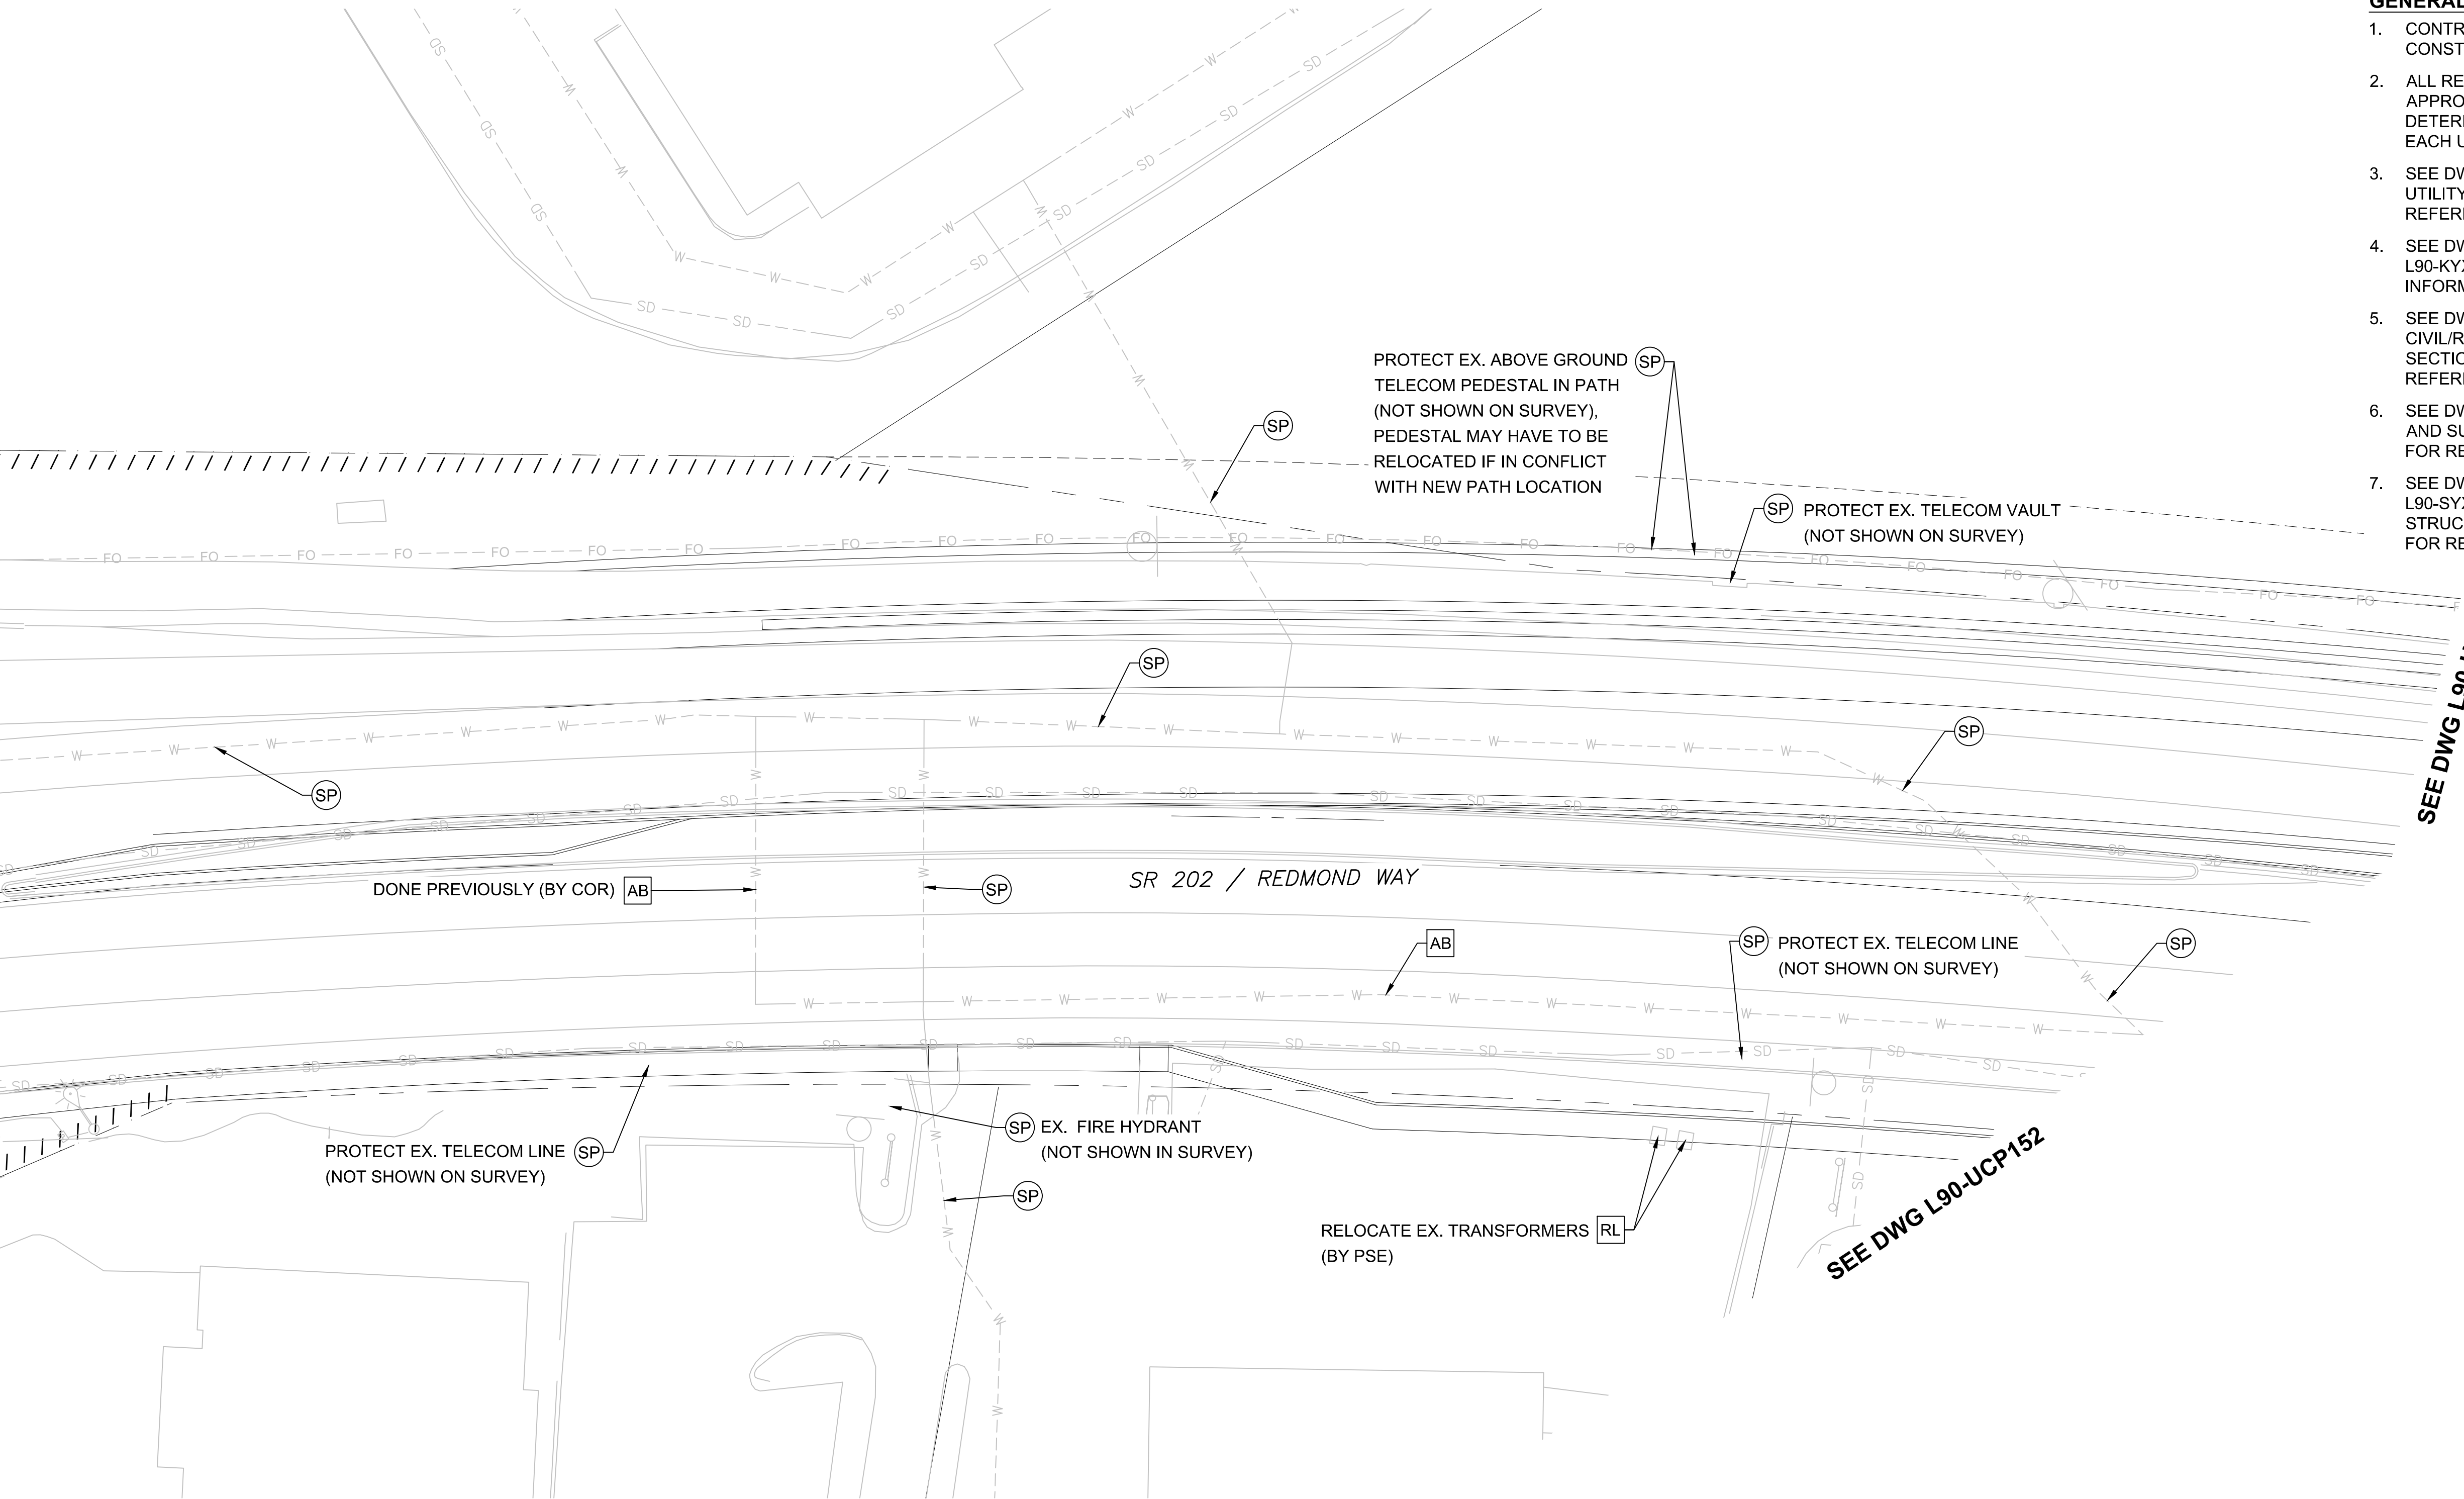 GENERAL
1. CONTR
CONST
2. ALL RE
APPRO
DETER
EACH U
3. SEE DW
UTILITY
REFER
4. SEE DW
L90-KYX
INFORM
5. SEE DW
CIVIL/R
SECTIO
REFER
6. SEE DW
AND SU
FOR RE
7. SEE DW
L90-SYX
STRUC
FOR RE
PROTECT EX. ABOVE GROUND SP
TELECOM PEDESTAL IN PATH
(NOT SHOWN ON SURVEY),
PEDESTAL MAY HAVE TO BE
RELOCATED IF IN CONFLICT
WITH NEW PATH LOCATION
SP
SP PROTECT EX. TELECOM VAULT
(NOT SHOWN ON SURVEY)
SP
SP
SP
DONE PREVIOUSLY (BY COR) AB
SP
SR 202 / REDMOND WAY
AB
SP PROTECT EX. TELECOM LINE
(NOT SHOWN ON SURVEY)
SP
PROTECT EX. TELECOM LINE SP
(NOT SHOWN ON SURVEY)
SP EX. FIRE HYDRANT
(NOT SHOWN IN SURVEY)
SP
RELOCATE EX. TRANSFORMERS RL
(BY PSE)
SEE DWG L90-UCP152
SEE DWG L90-